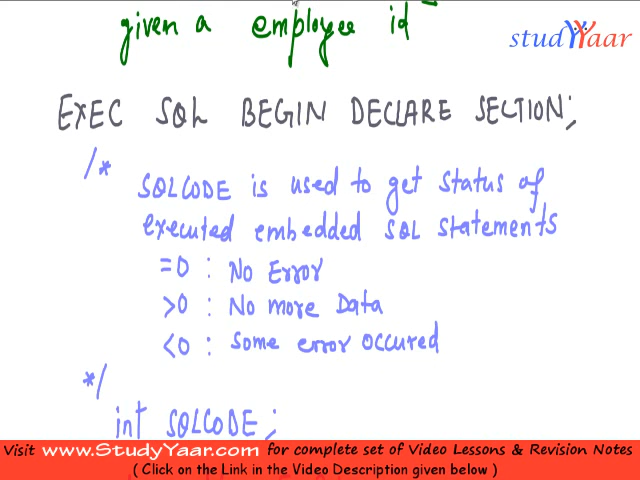 given a employee id
studYYaar
EXEC SQL BEGIN DECLARE SECTION;
/*
SQLCODE is used to get status of
executed embedded SQL statements
=0 : No Error
>0 : No more Data
<0 : Some error occured
*/
int SQLCODE ;
Visit www.StudyYaar.com for complete set of Video Lessons & Revision Notes
( Click on the Link in the Video Description given below )